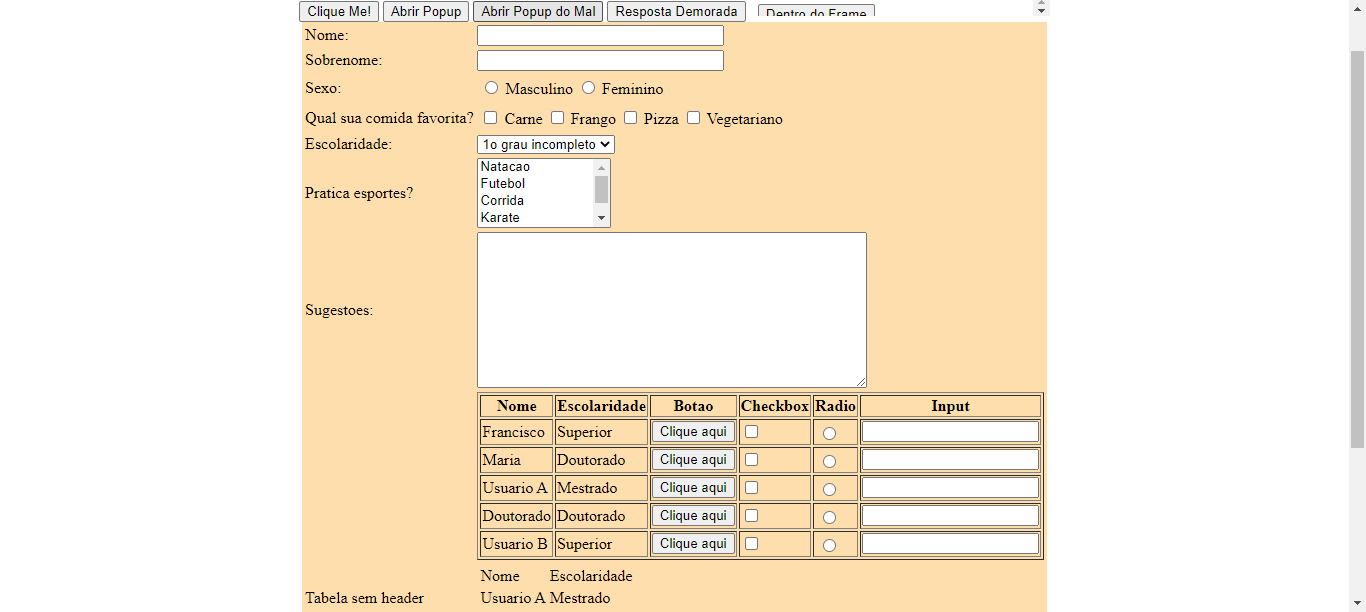 Clique Me! Abrir Popup Abrir Popup do Mal Resposta Demorada Dentro do Frame
Nome:
Sobrenome:
Sexo: Masculino Feminino
Qual sua comida favorita? Carne Frango Pizza Vegetariano
Escolaridade: 1o grau incompleto
Natacao
Futebol
Pratica esportes?
Corrida
Karate
Sugestoes:
Nome Escolaridade Botao Checkbox Radio Input
Francisco Superior Clique aqui
Maria Doutorado Clique aqui
Usuario A Mestrado Clique aqui
Doutorado Doutorado Clique aqui
Usuario B Superior Clique aqui
Nome Escolaridade
Tabela sem header Usuario A Mestrado